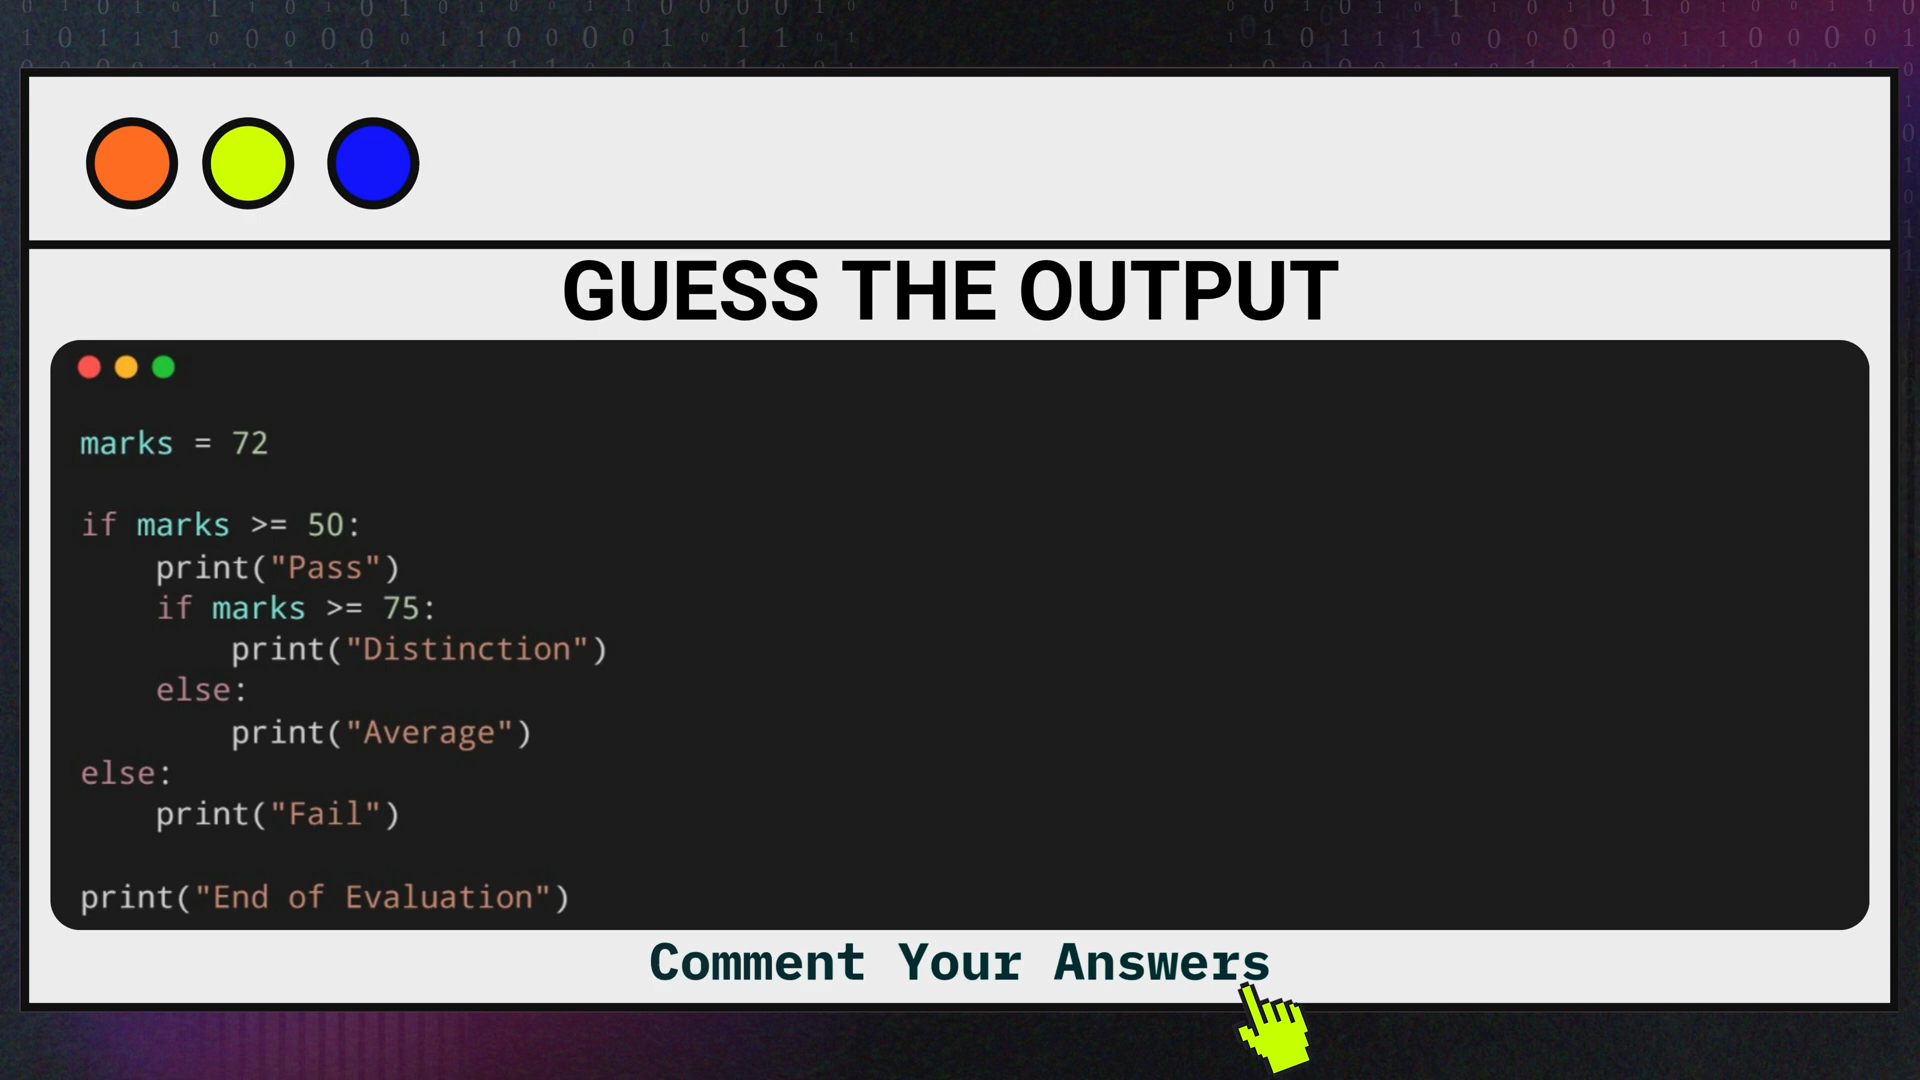 GUESS THE OUTPUT
marks = 72
if marks >= 50:
    print("Pass")
    if marks >= 75:
        print("Distinction")
    else:
        print("Average")
else:
    print("Fail")
print("End of Evaluation")
Comment Your Answers